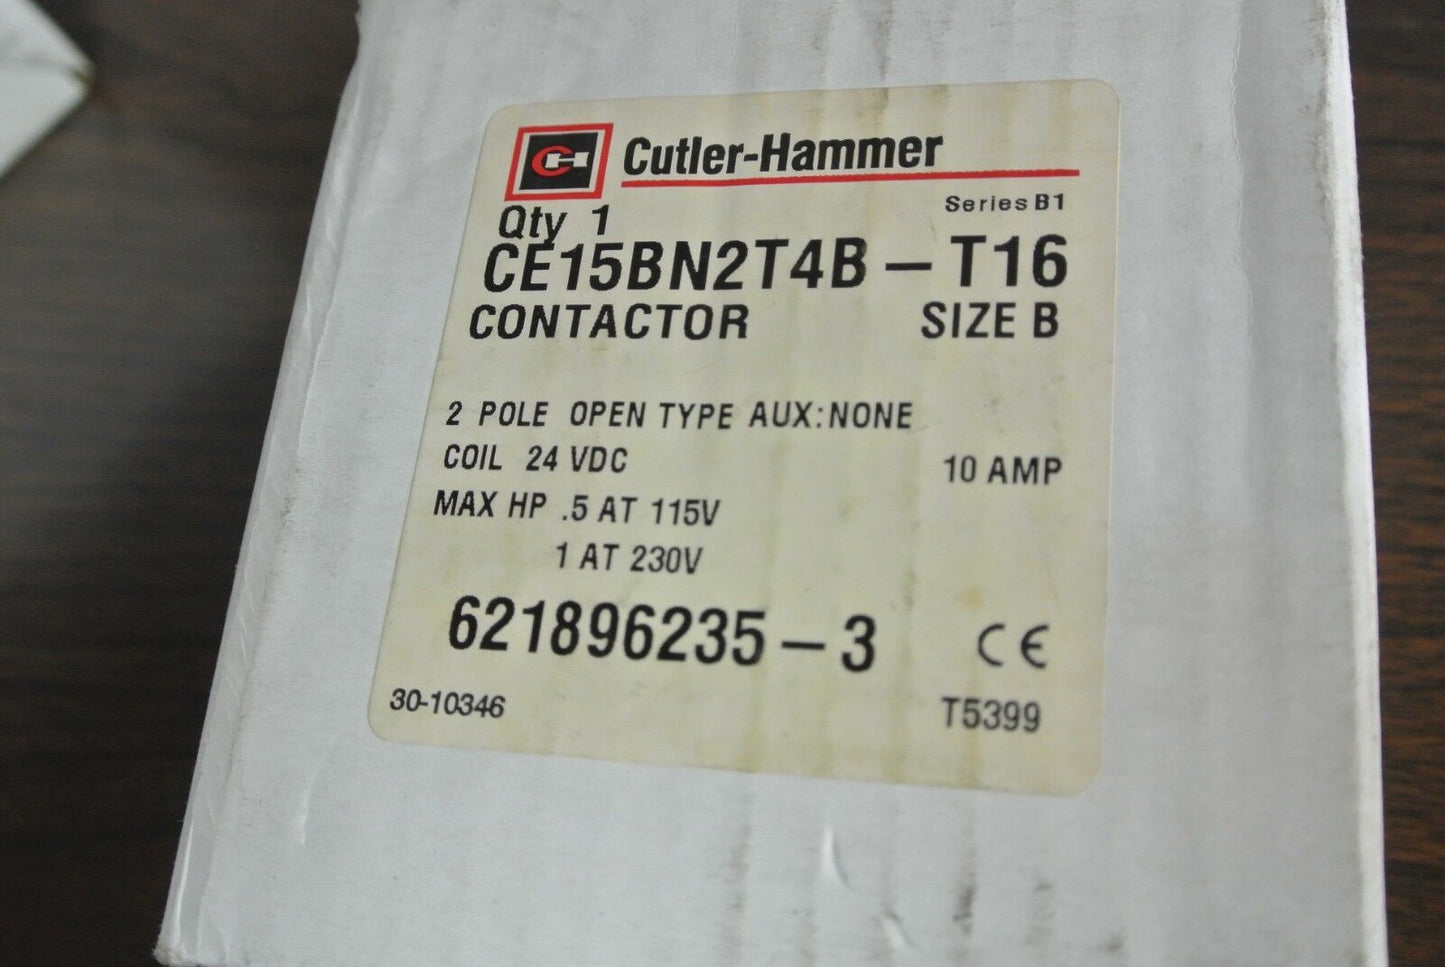 CH Cutler-Hammer
Series B1
Qty 1
CE15BN2T4B-T16
CONTACTOR SIZE B
2 POLE OPEN TYPE AUX:NONE
COIL 24 VDC 10 AMP
MAX HP .5 AT 115V
1 AT 230V
621896235-3 CE
30-10346 T5399